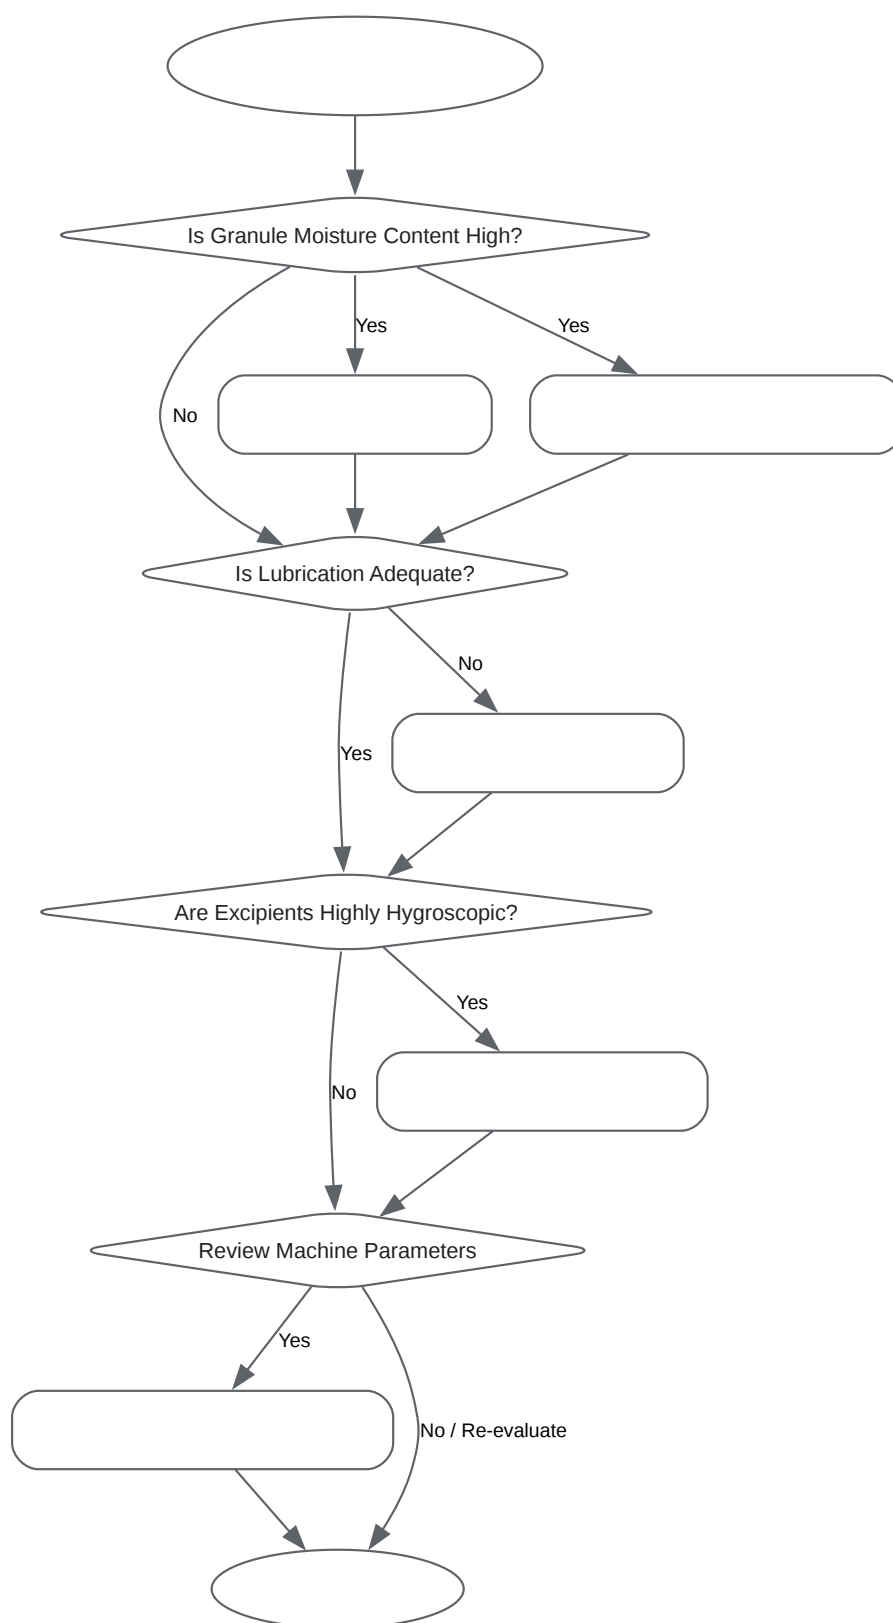 Is Granule Moisture Content High?
Yes
Yes
No
Is Lubrication Adequate?
No
Yes
Are Excipients Highly Hygroscopic?
Yes
No
Review Machine Parameters
Yes
No / Re-evaluate